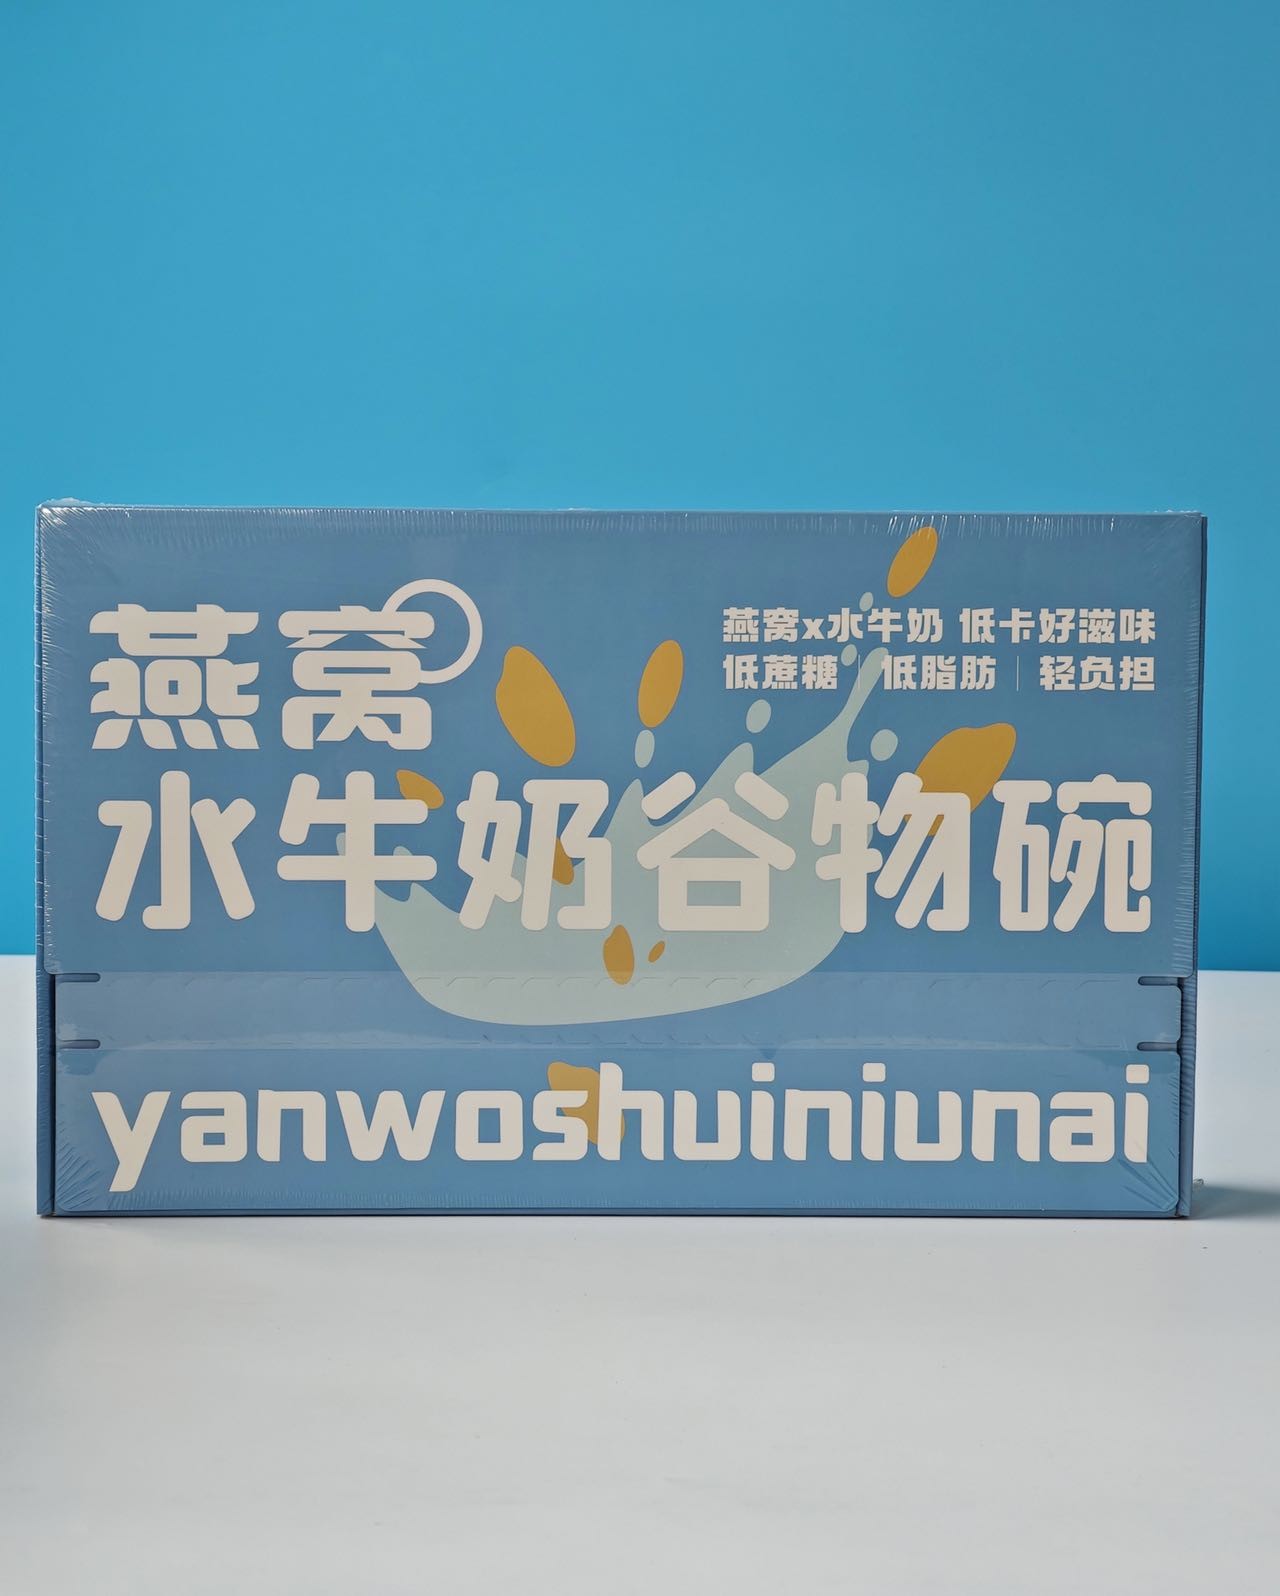 燕窝
水牛奶谷物碗
燕窝x水牛奶 低卡好滋味
低蔗糖｜低脂肪｜轻负担
yanwoshuiniunai